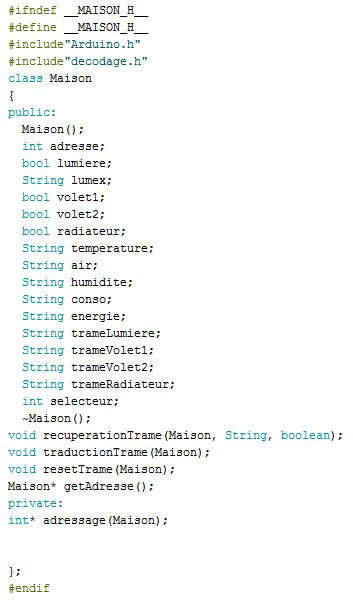 #ifndef __MAISON_H__
#define __MAISON_H__
#include"Arduino.h"
#include"decodage.h"
class Maison
{
public:
  Maison();
  int adresse;
  bool lumiere;
  String lumex;
  bool volet1;
  bool volet2;
  bool radiateur;
  String temperature;
  String air;
  String humidite;
  String conso;
  String energie;
  String trameLumiere;
  String trameVolet1;
  String trameVolet2;
  String trameRadiateur;
  int selecteur;
  ~Maison();
void recuperationTrame(Maison, String, boolean);
void traductionTrame(Maison);
void resetTrame(Maison);
Maison* getAdresse();
private:
int* adressage(Maison);
};
#endif